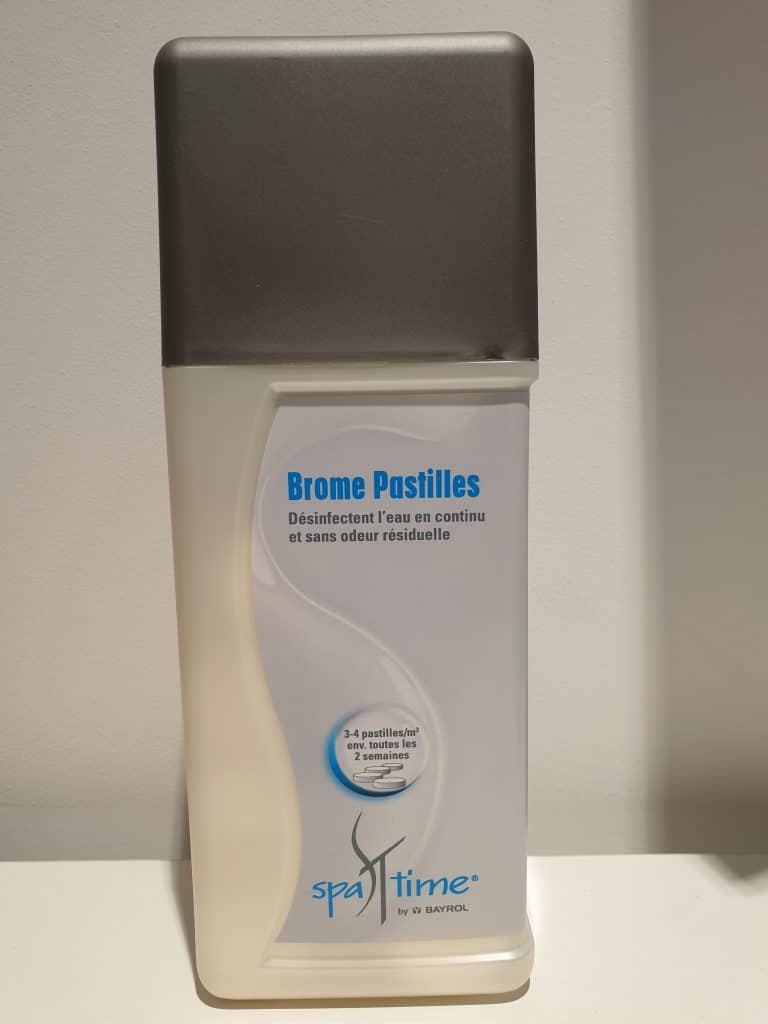 Brome Pastilles
Désinfectent l'eau en continu
et sans odeur résiduelle
3-4 pastilles/m³
env. toutes les
2 semaines
spa time®
by BAYROL